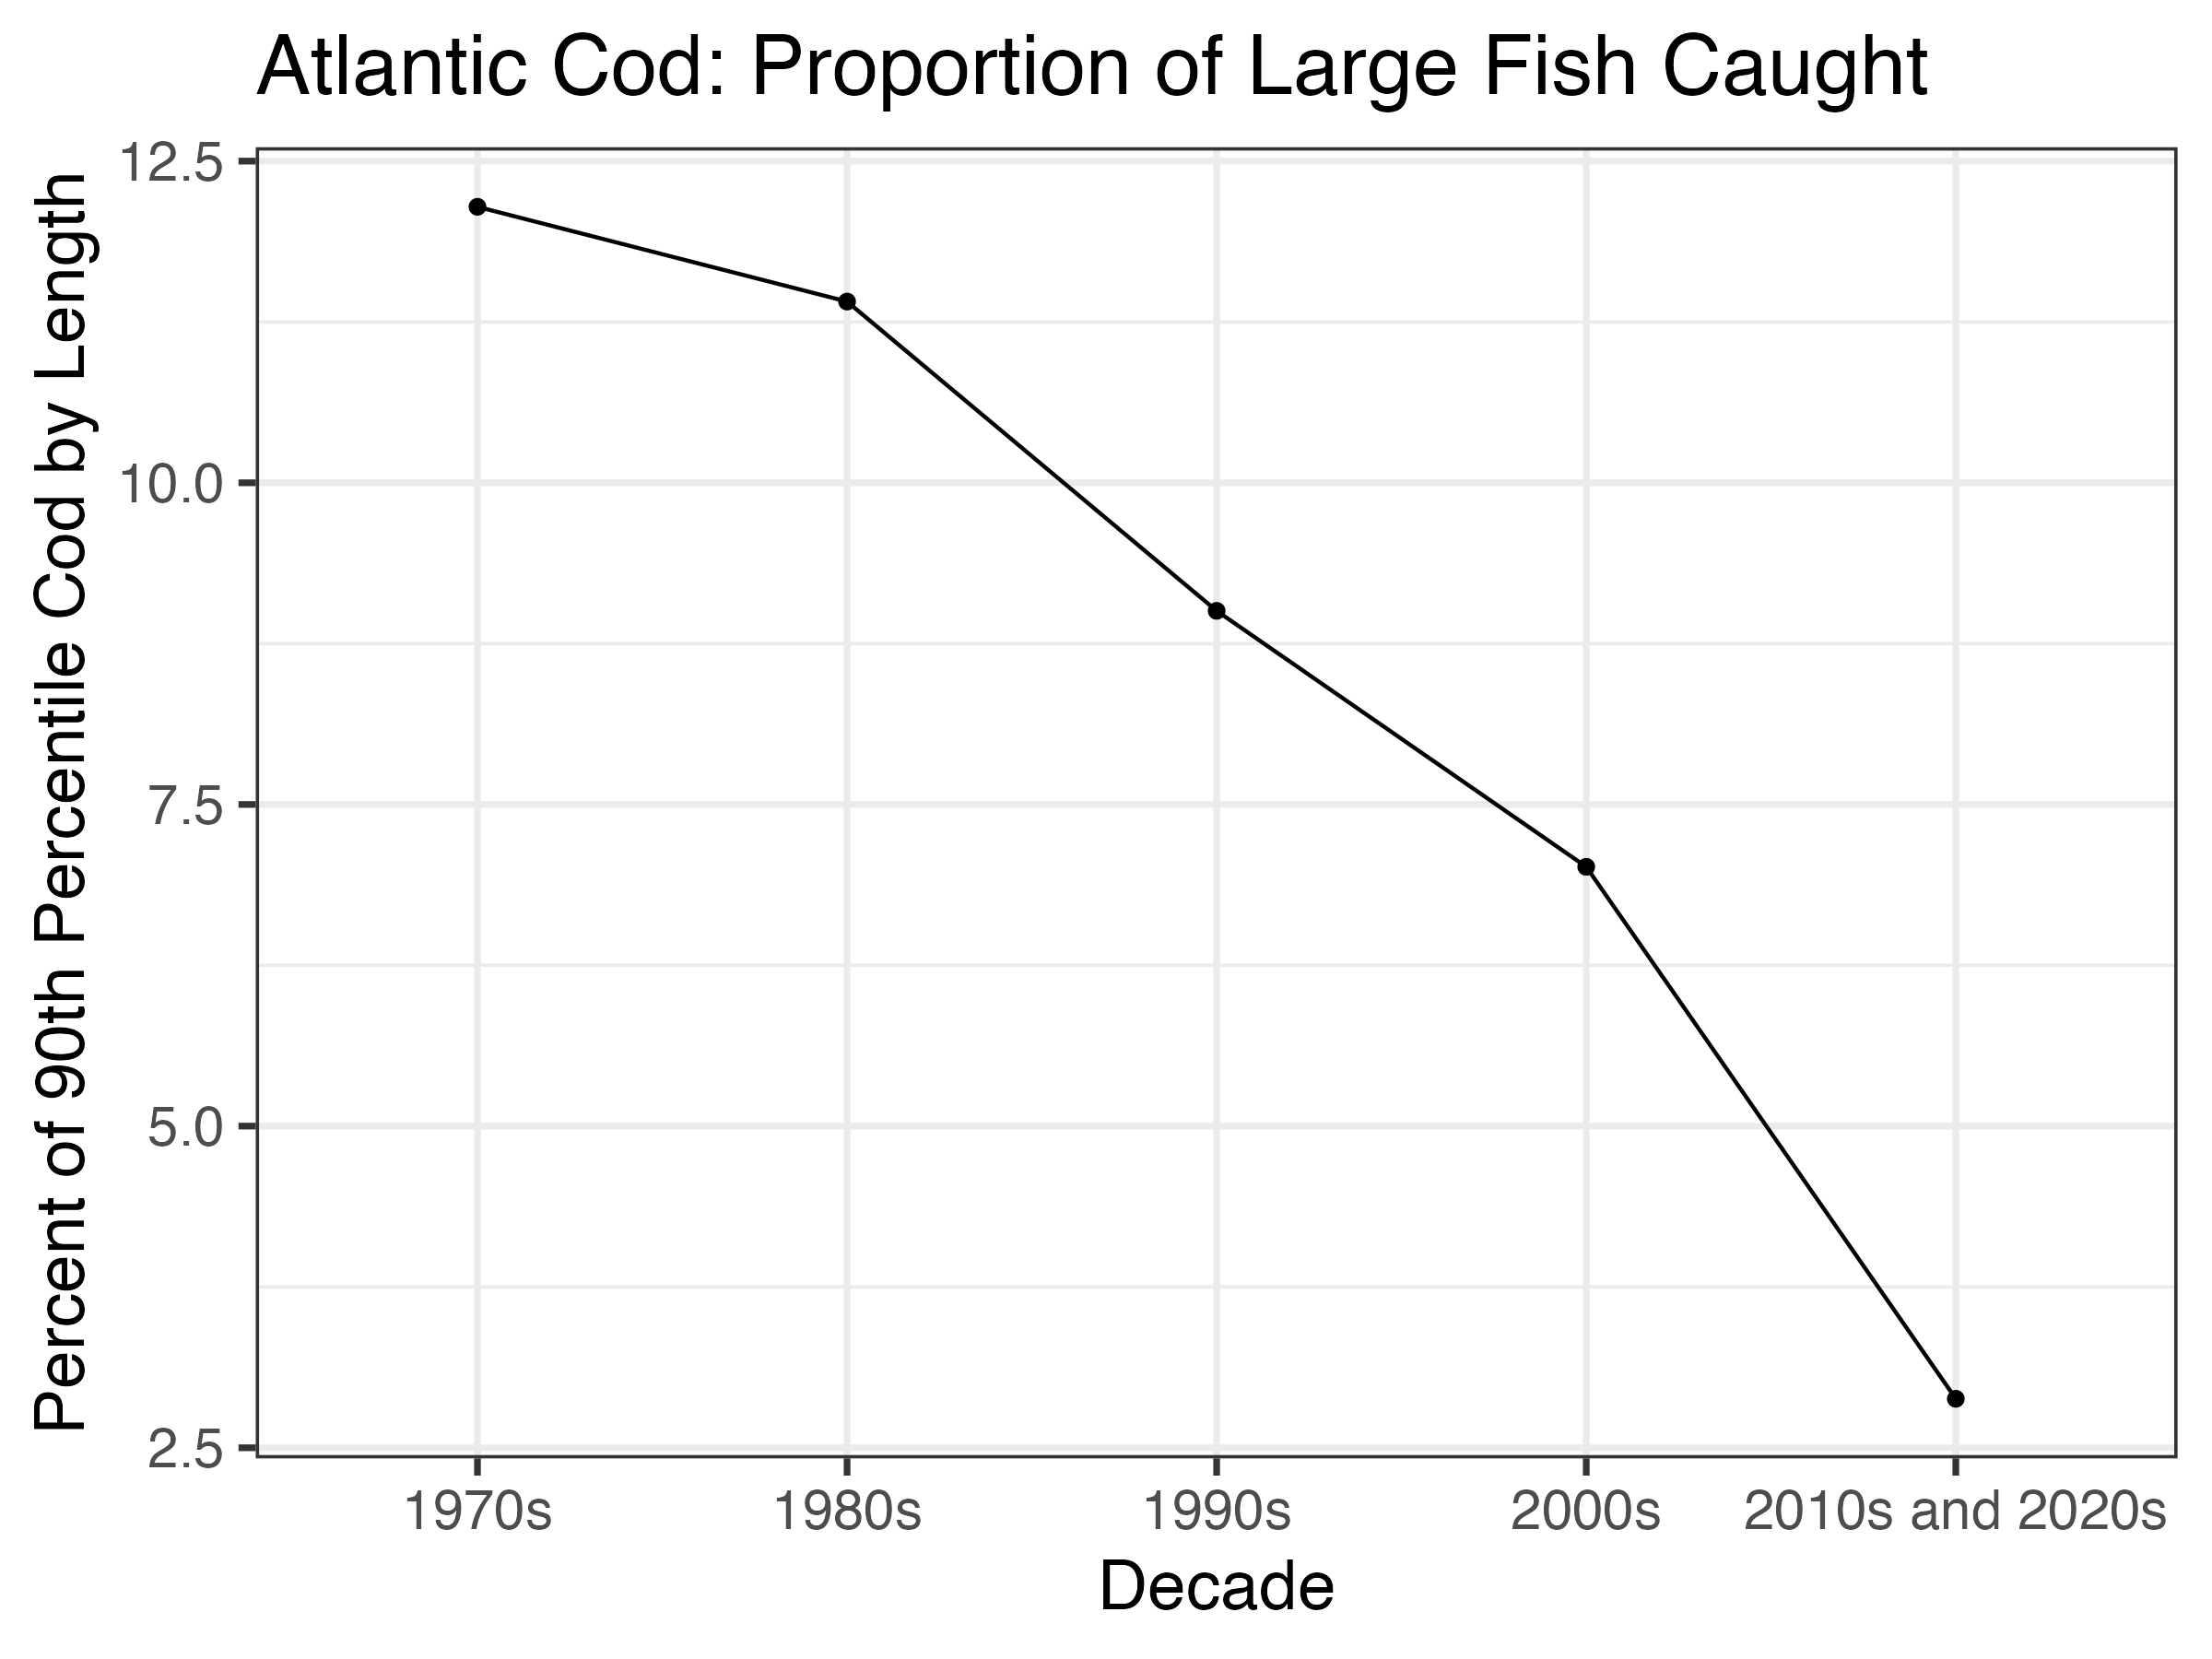 Atlantic Cod: Proportion of Large Fish Caught
Percent of 90th Percentile Cod by Length
12.5
10.0
7.5
5.0
2.5
1970s
1980s
1990s
2000s
2010s and 2020s
Decade